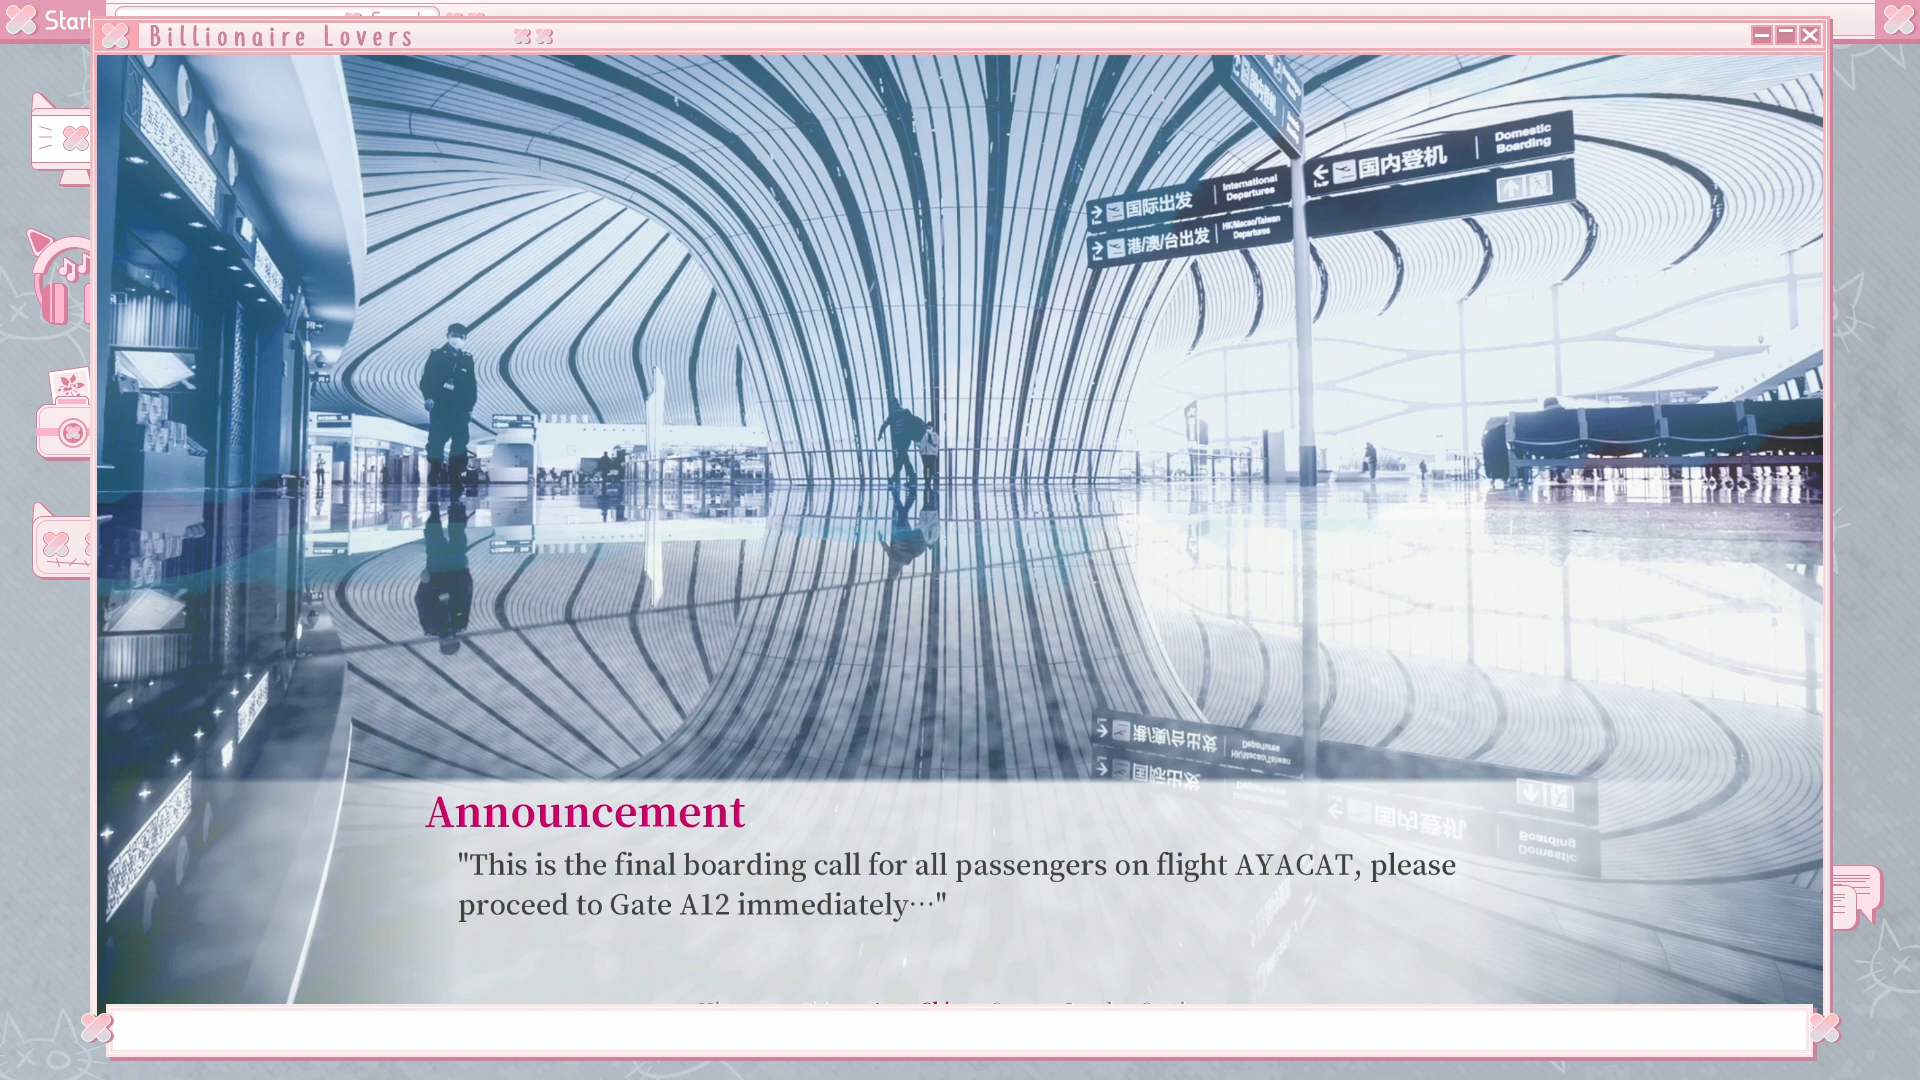 Start
Billionaire Lovers
国内登机
Domestic
Boarding
国际出发
International
Departures
港/澳/台出发
HK/Macao/Taiwan
Departures
Announcement
"This is the final boarding call for all passengers on flight AYACAT, please
proceed to Gate A12 immediately…"